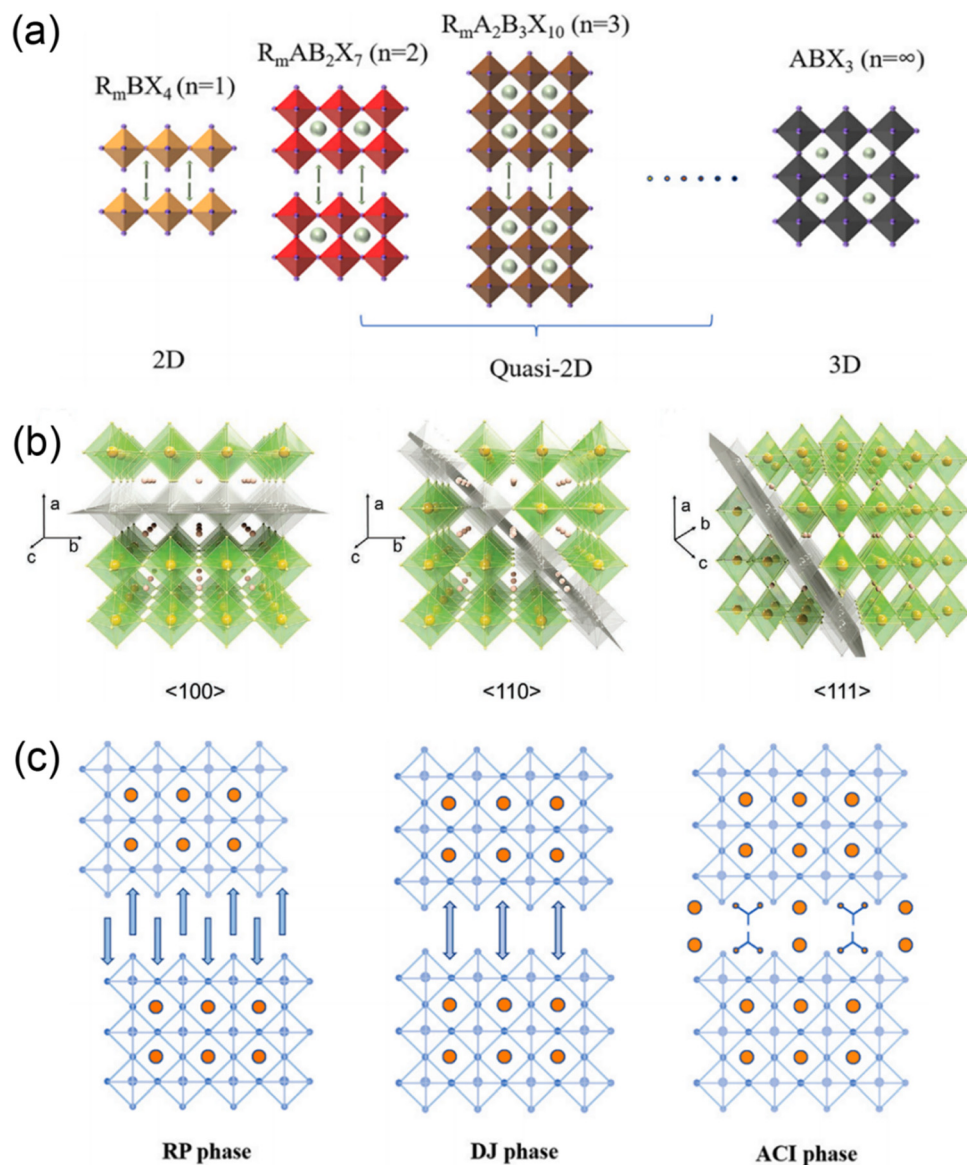 (a)
RₘBX₄ (n=1)
RₘAB₂X₇ (n=2)
RₘA₂B₃X₁₀ (n=3)
ABX₃ (n=∞)
2D
Quasi-2D
3D
(b)
a
b
c
a
b
c
a
b
c
<100>
<110>
<111>
(c)
RP phase
DJ phase
ACI phase